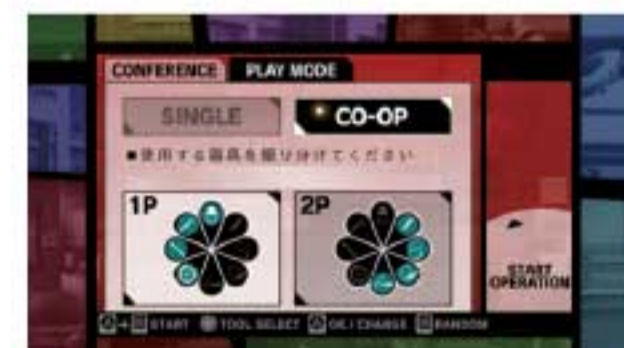 CONFERENCE PLAY MODE
SINGLE CO-OP
■使用する器具を振り分けてください
1P 2P
START OPERATION
START TOOL SELECT OK / CHANGE RANDOM